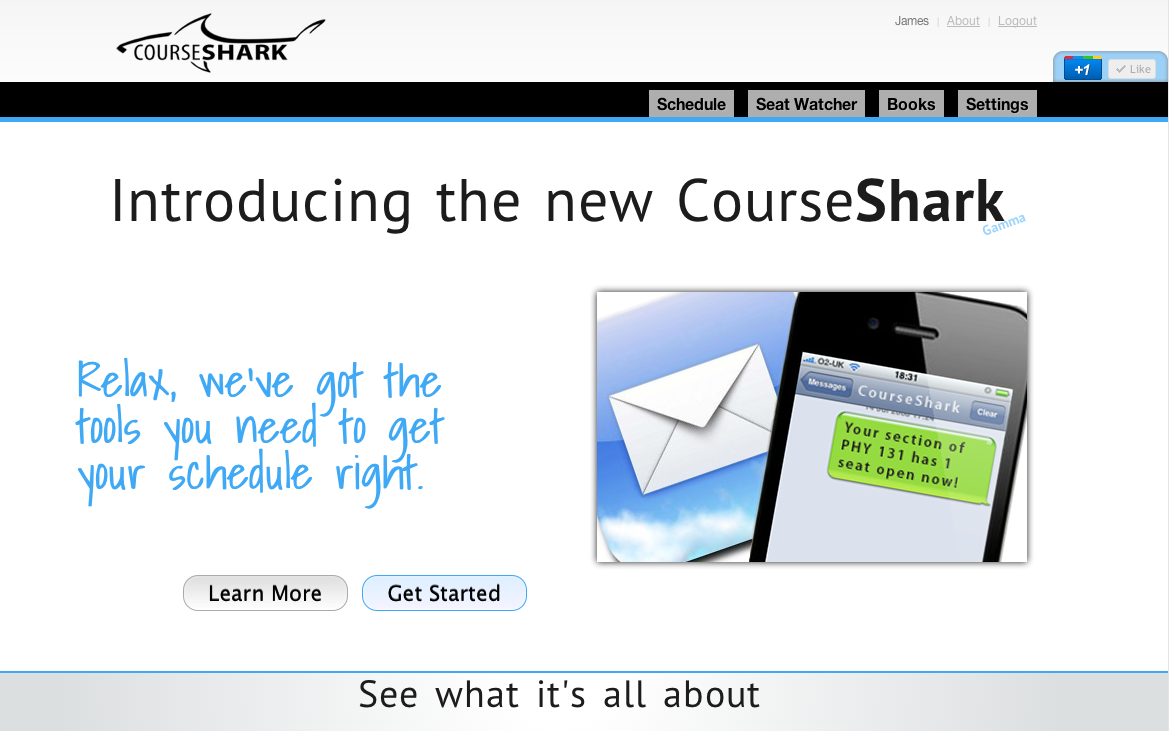 COURSESHARK
James | About | Logout
+1 Like
Schedule Seat Watcher Books Settings
Introducing the new CourseShark
Gamma
Relax, we've got the
tools you need to get
your schedule right.
O2-UK 18:31
Messages CourseShark Clear
Your section of
PHY 131 has 1
seat open now!
Learn More Get Started
See what it's all about